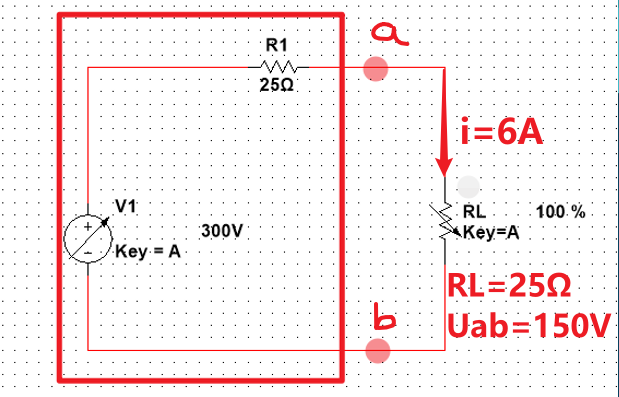 R1
25Ω
a
i=6A
V1
300V
Key = A
RL 100 %
Key=A
RL=25Ω
Uab=150V
b